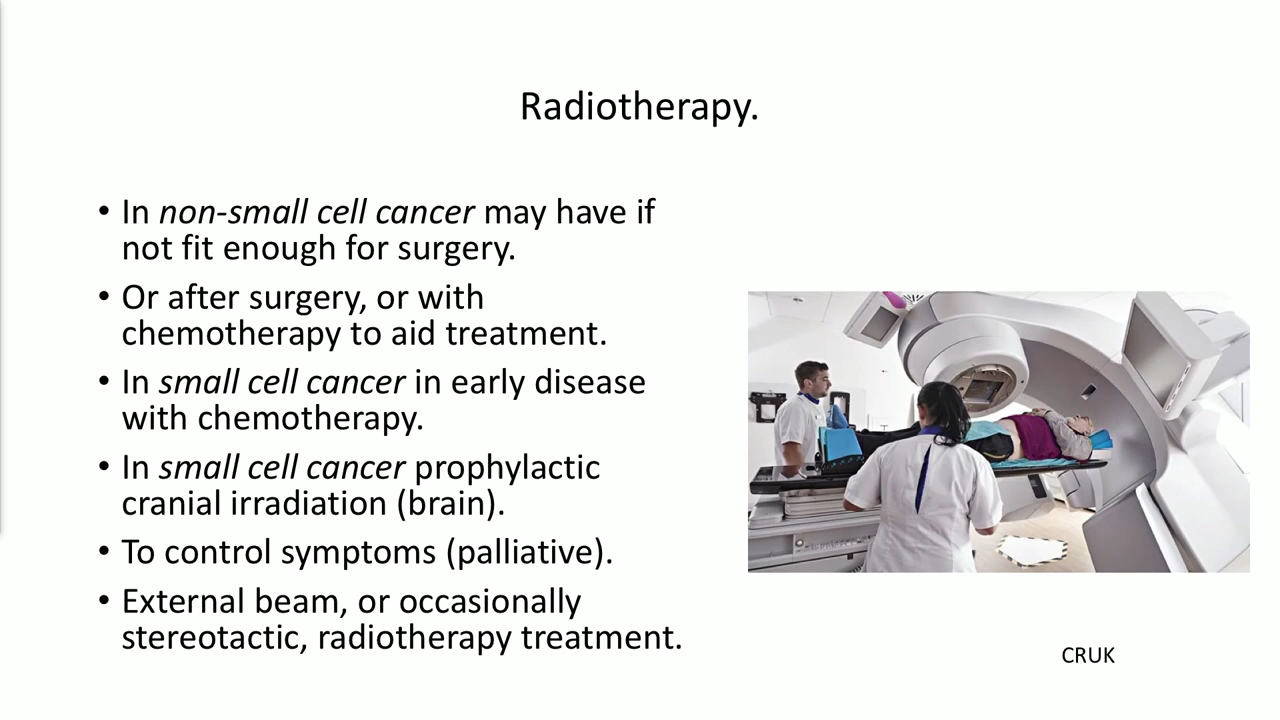 Radiotherapy.
• In non-small cell cancer may have if
not fit enough for surgery.
• Or after surgery, or with
chemotherapy to aid treatment.
• In small cell cancer in early disease
with chemotherapy.
• In small cell cancer prophylactic
cranial irradiation (brain).
• To control symptoms (palliative).
• External beam, or occasionally
stereotactic, radiotherapy treatment.
CRUK